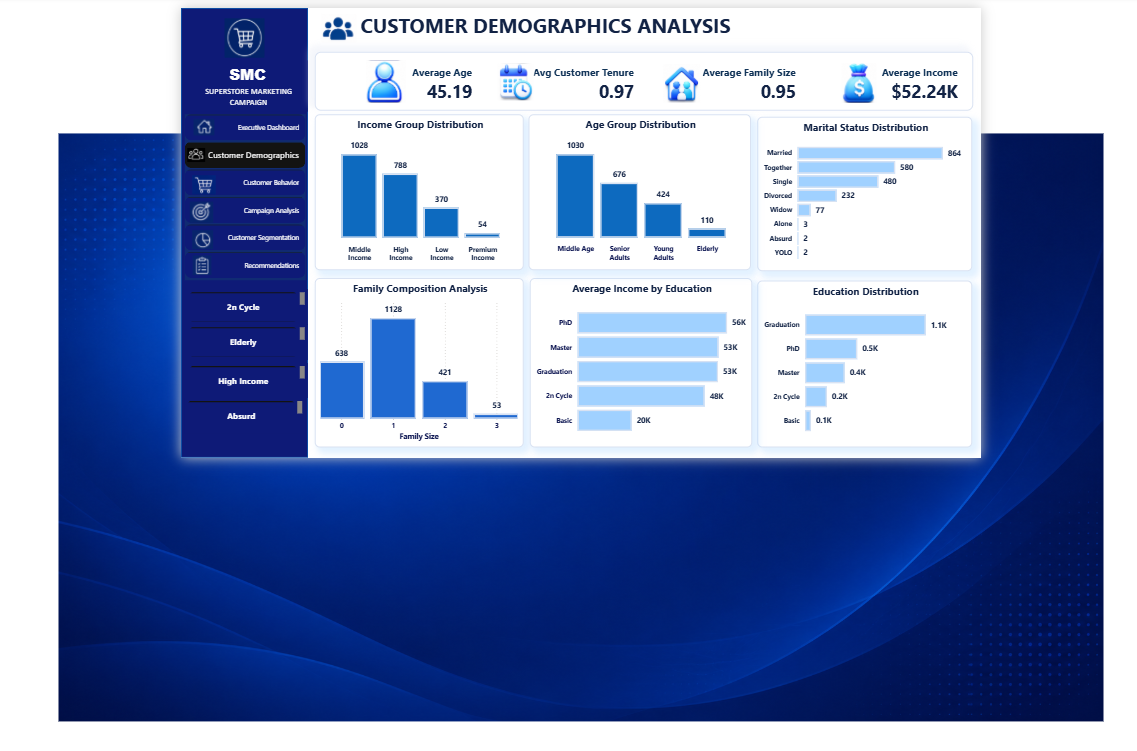 SMC
SUPERSTORE MARKETING
CAMPAIGN
Executive Dashboard
Customer Demographics
Customer Behavior
Campaign Analysis
Customer Segmentation
Recommendations
2n Cycle
Elderly
High Income
Absurd
CUSTOMER DEMOGRAPHICS ANALYSIS
Average Age
45.19
Avg Customer Tenure
0.97
Average Family Size
0.95
Average Income
$52.24K
Income Group Distribution
1028
788
370
54
Middle Income
High Income
Low Income
Premium Income
Age Group Distribution
1030
676
424
110
Middle Age
Senior Adults
Young Adults
Elderly
Marital Status Distribution
Married 864
Together 580
Single 480
Divorced 232
Widow 77
Alone 3
Absurd 2
YOLO 2
Family Composition Analysis
638
1128
421
53
0 1 2 3
Family Size
Average Income by Education
PhD 56K
Master 53K
Graduation 53K
2n Cycle 48K
Basic 20K
Education Distribution
Graduation 1.1K
PhD 0.5K
Master 0.4K
2n Cycle 0.2K
Basic 0.1K